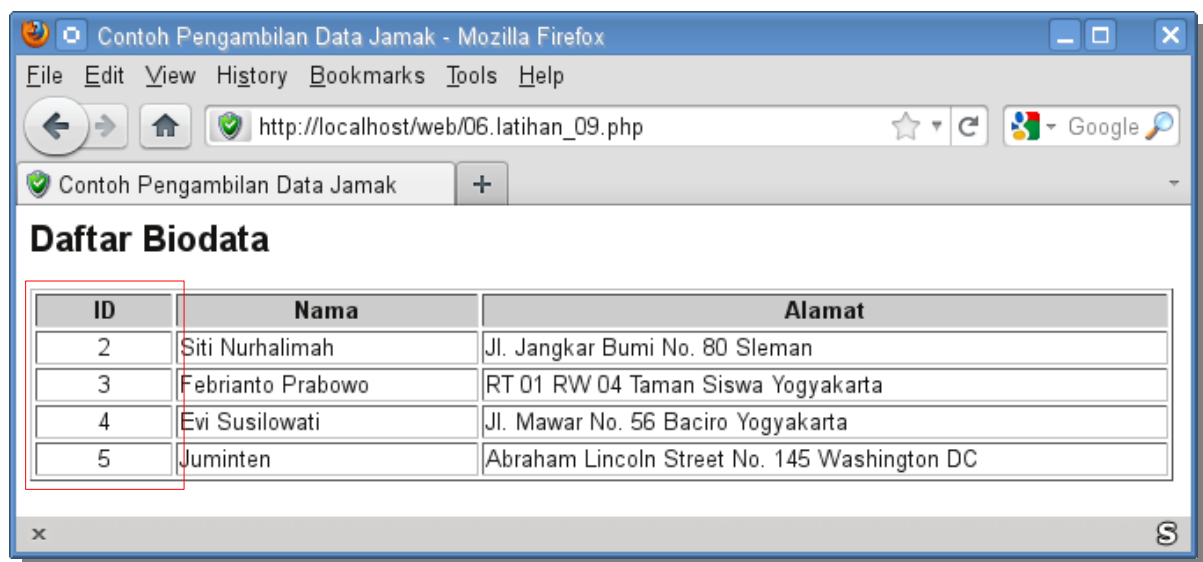 Contoh Pengambilan Data Jamak - Mozilla Firefox
File Edit View History Bookmarks Tools Help
http://localhost/web/06.latihan_09.php Google
Contoh Pengambilan Data Jamak
Daftar Biodata
ID Nama Alamat
2 Siti Nurhalimah Jl. Jangkar Bumi No. 80 Sleman
3 Febrianto Prabowo RT 01 RW 04 Taman Siswa Yogyakarta
4 Evi Susilowati Jl. Mawar No. 56 Baciro Yogyakarta
5 Juminten Abraham Lincoln Street No. 145 Washington DC
x S